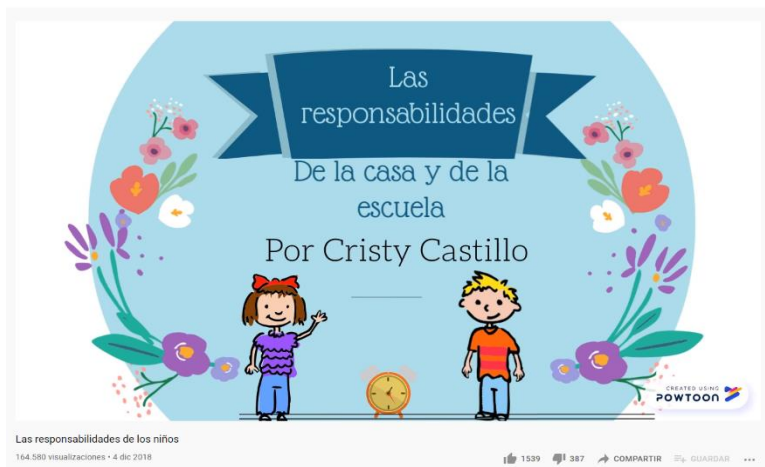 Las
responsabilidades
De la casa y de la
escuela
Por Cristy Castillo
CREATED USING
POWTOON
Las responsabilidades de los niños
164.580 visualizaciones • 4 dic 2018
1539 387 COMPARTIR GUARDAR